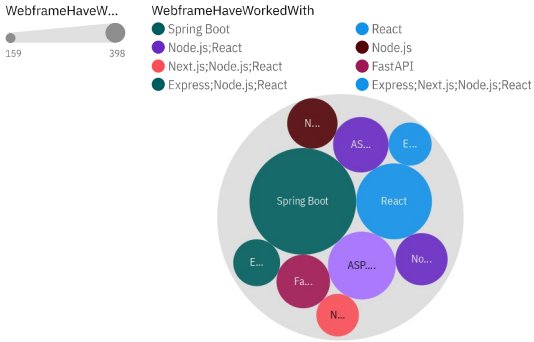 WebframeHaveW...
159
398
WebframeHaveWorkedWith
Spring Boot
React
Node.js;React
Node.js
Next.js;Node.js;React
FastAPI
Express;Node.js;React
Express;Next.js;Node.js;React
N...
AS...
E...
Spring Boot
React
E...
ASP....
No...
Fa...
N...